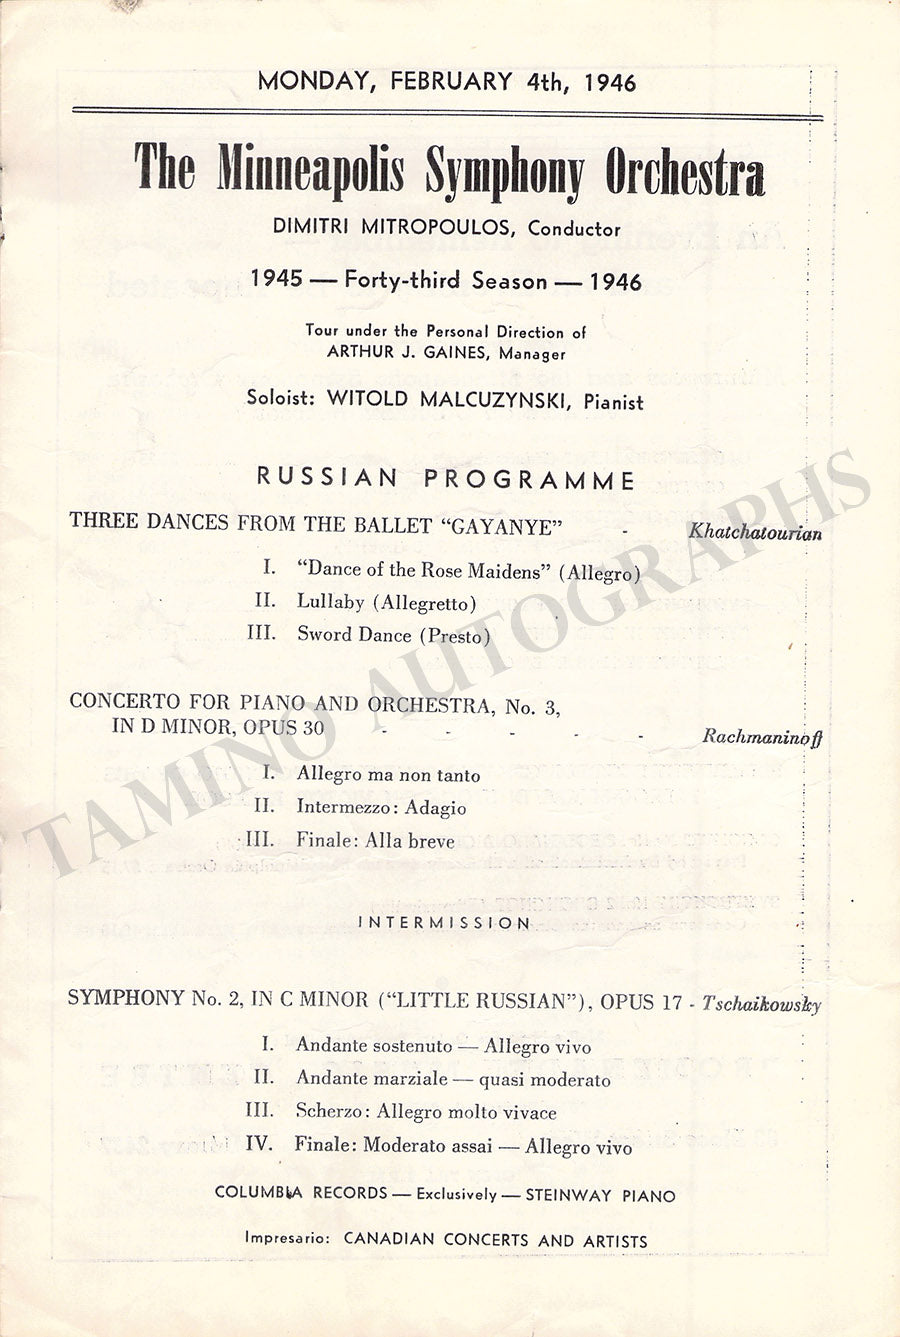 MONDAY, FEBRUARY 4th, 1946
The Minneapolis Symphony Orchestra
DIMITRI MITROPOULOS, Conductor
1945 — Forty-third Season — 1946
Tour under the Personal Direction of
ARTHUR J. GAINES, Manager
Soloist: WITOLD MALCUZYNSKI, Pianist
RUSSIAN PROGRAMME
THREE DANCES FROM THE BALLET “GAYANYE” - Khatchatourian
I. “Dance of the Rose Maidens” (Allegro)
II. Lullaby (Allegretto)
III. Sword Dance (Presto)
CONCERTO FOR PIANO AND ORCHESTRA, No. 3,
IN D MINOR, OPUS 30 - - - - - Rachmaninoff
I. Allegro ma non tanto
II. Intermezzo: Adagio
III. Finale: Alla breve
INTERMISSION
SYMPHONY No. 2, IN C MINOR (“LITTLE RUSSIAN”), OPUS 17 - Tschaikowsky
I. Andante sostenuto — Allegro vivo
II. Andante marziale — quasi moderato
III. Scherzo: Allegro molto vivace
IV. Finale: Moderato assai — Allegro vivo
COLUMBIA RECORDS — Exclusively — STEINWAY PIANO
Impresario: CANADIAN CONCERTS AND ARTISTS
TAMINO AUTOGRAPHS